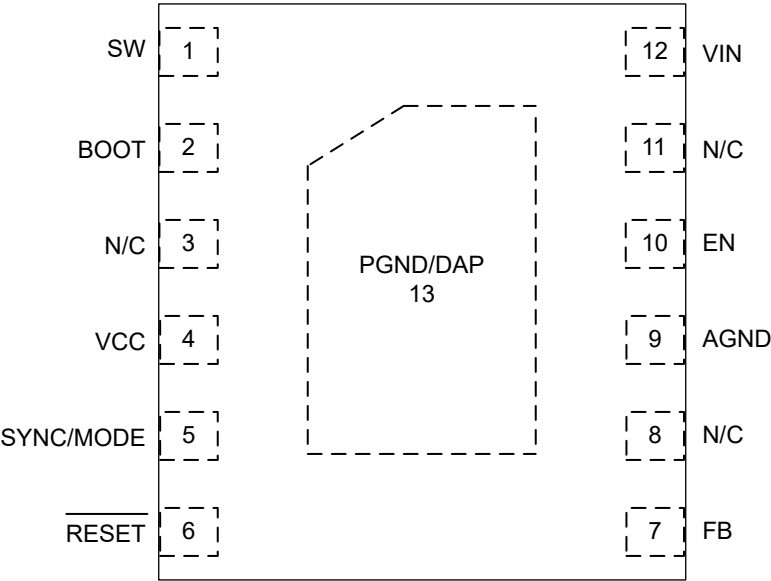 SW 1 12 VIN
BOOT 2 11 N/C
N/C 3 10 EN
PGND/DAP
13
VCC 4 9 AGND
SYNC/MODE 5 8 N/C
RESET 6 7 FB